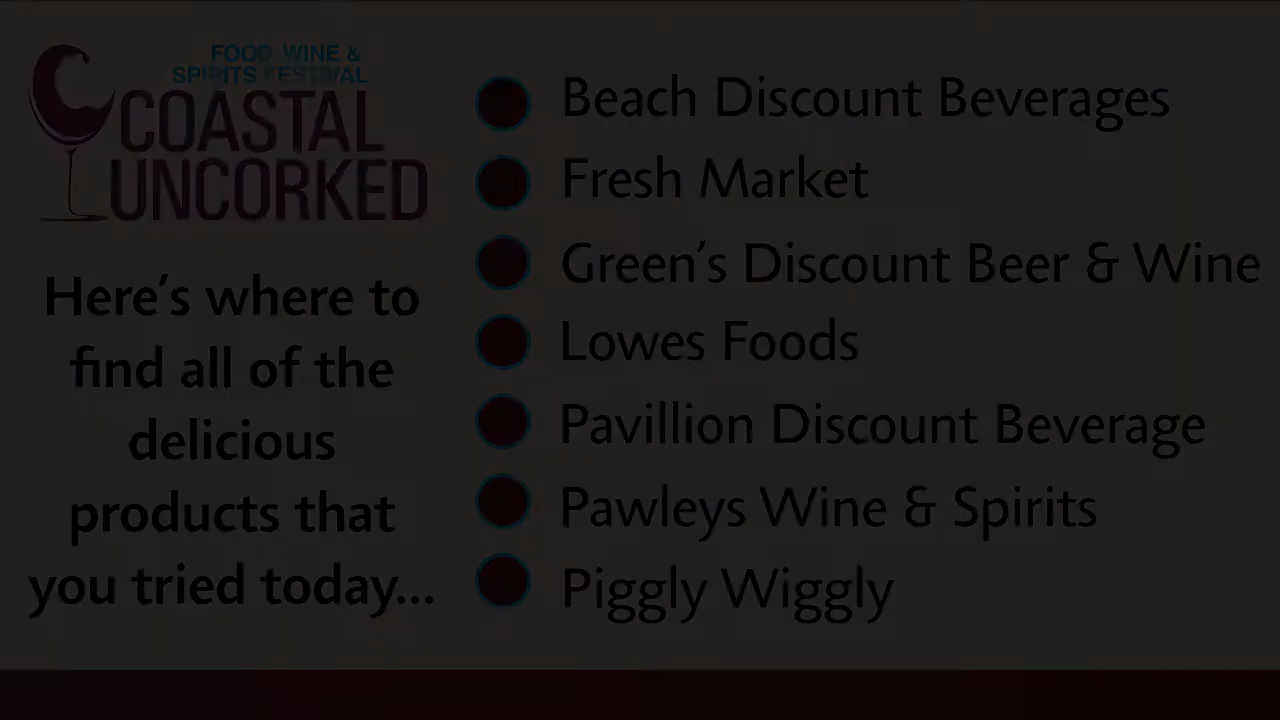 FOOD WINE &
SPIRITS FESTIVAL
COASTAL
UNCORKED
Here's where to
find all of the
delicious
products that
you tried today...
Beach Discount Beverages
Fresh Market
Green's Discount Beer & Wine
Lowes Foods
Pavillion Discount Beverage
Pawleys Wine & Spirits
Piggly Wiggly